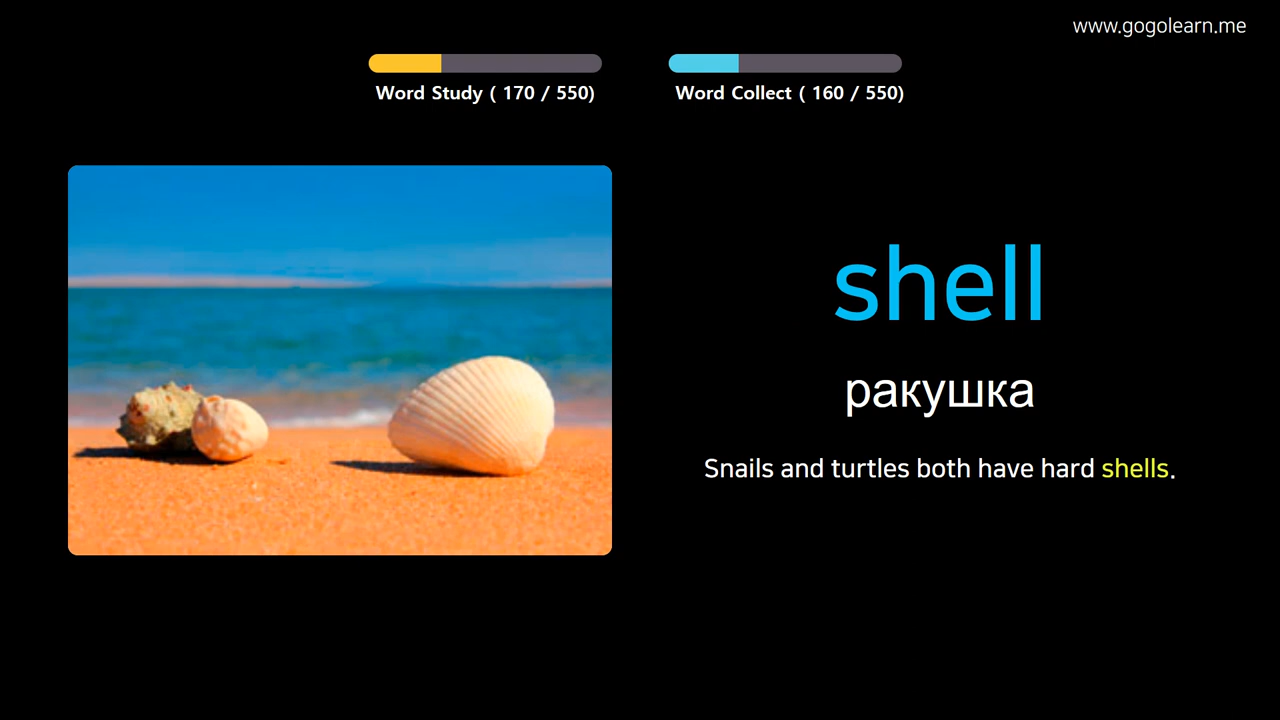 www.gogolearn.me
Word Study ( 170 / 550)
Word Collect ( 160 / 550)
shell
ракушка
Snails and turtles both have hard shells.